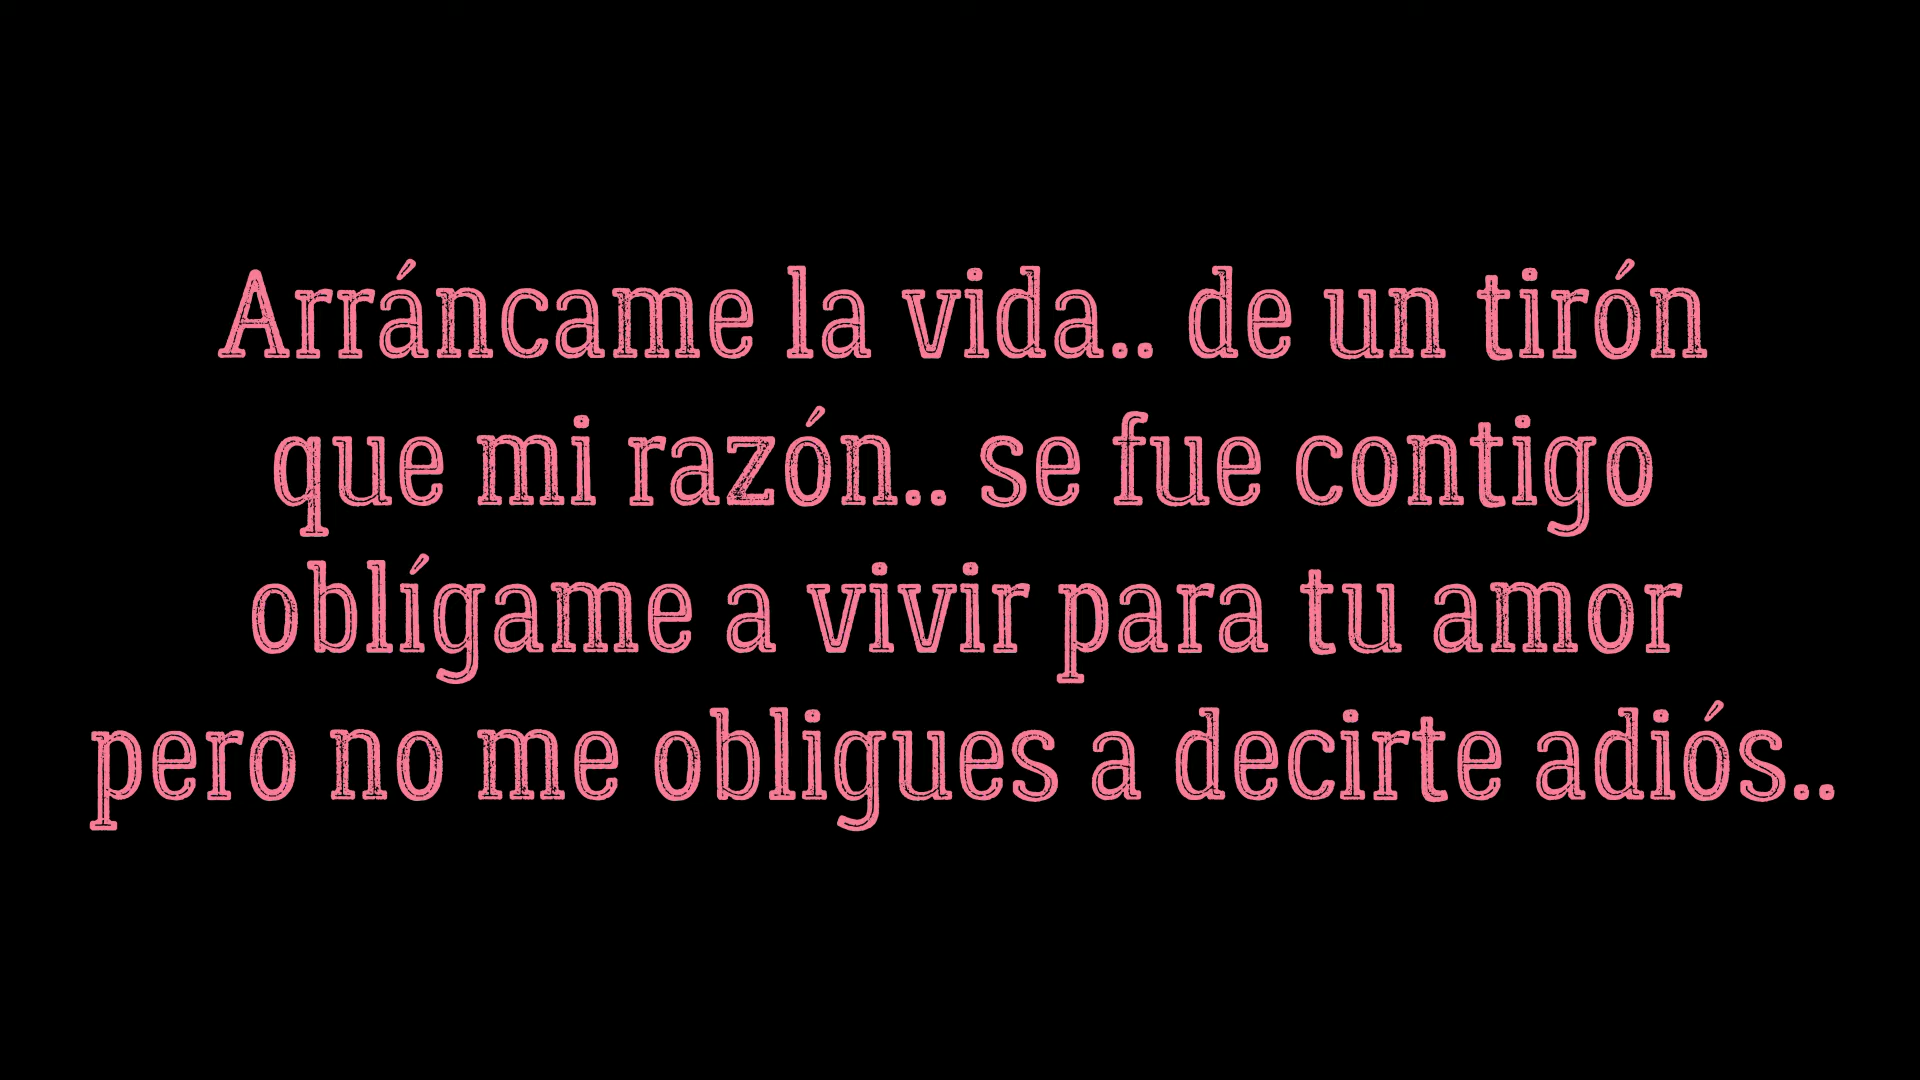 Arráncame la vida.. de un tirón
que mi razón.. se fue contigo
oblígame a vivir para tu amor
pero no me obligues a decirte adiós..